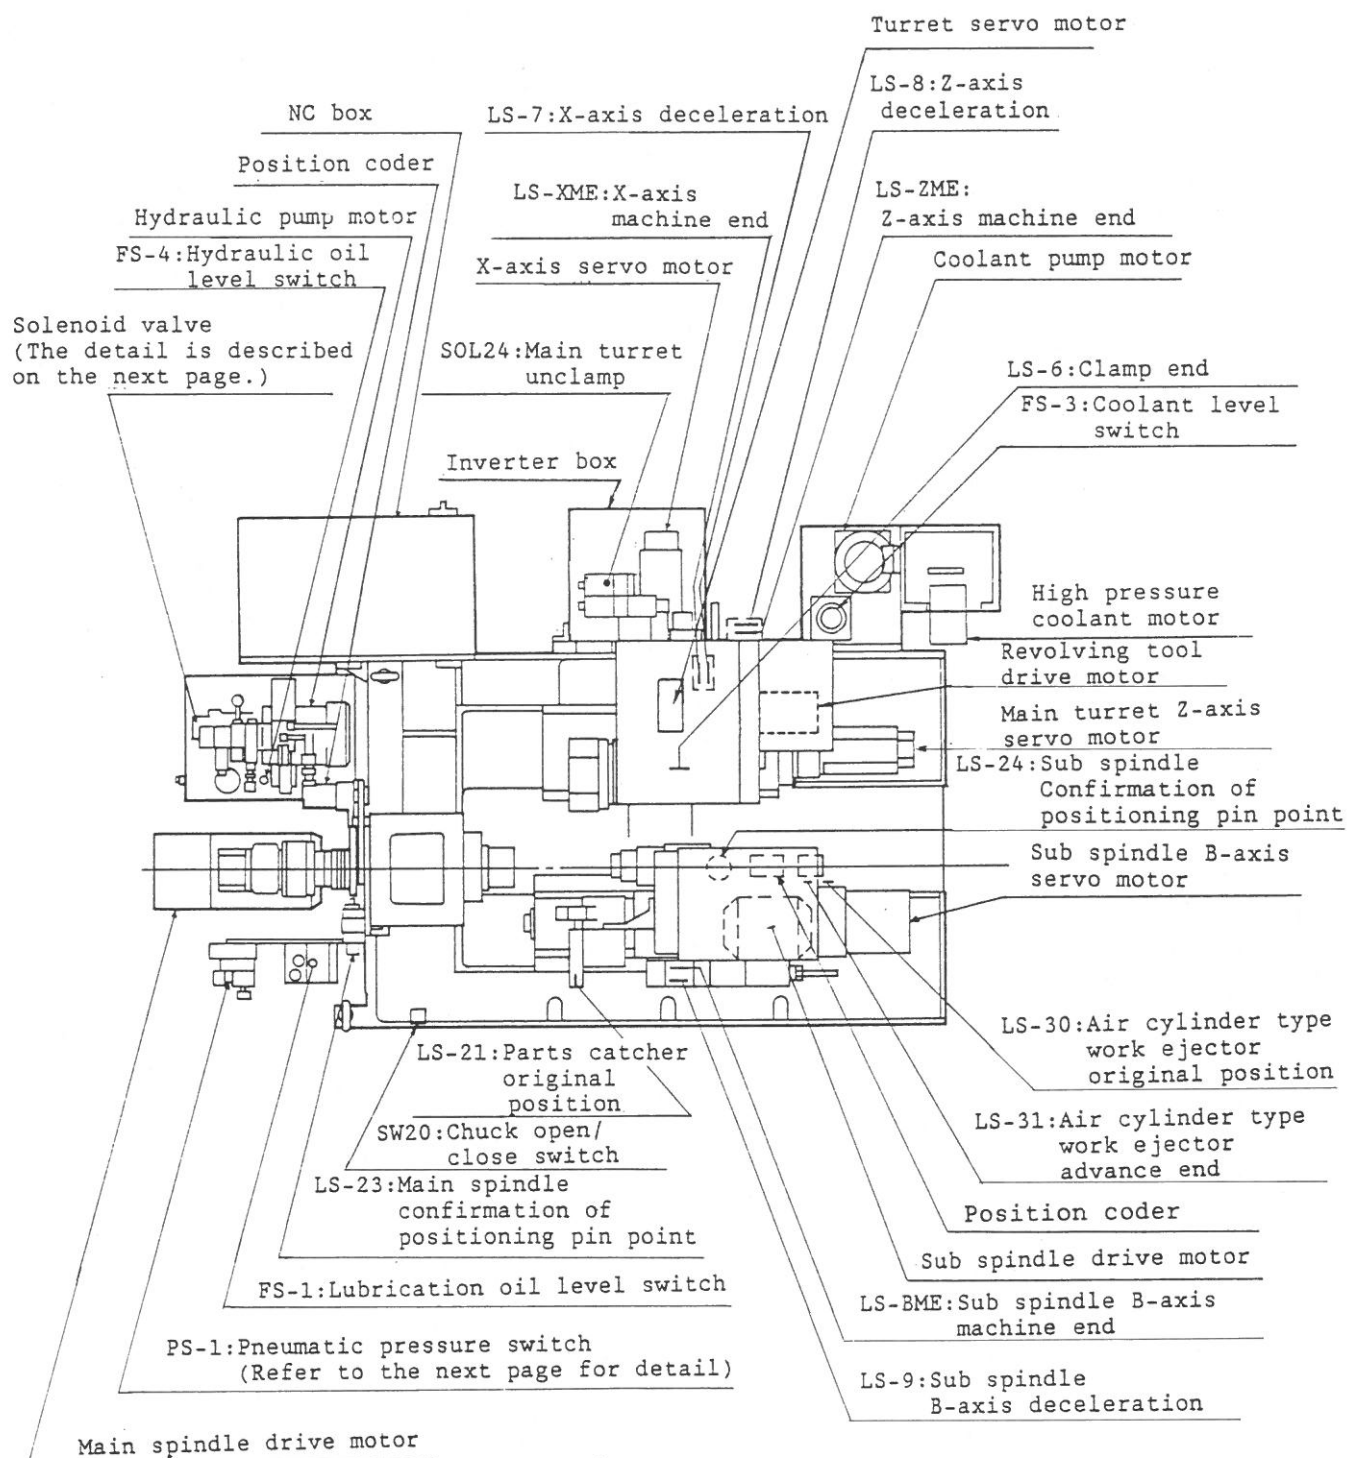 Turret servo motor
LS-8:Z-axis
deceleration
NC box
LS-7:X-axis deceleration
Position coder
LS-XME:X-axis
machine end
LS-ZME:
Z-axis machine end
Hydraulic pump motor
FS-4:Hydraulic oil
level switch
X-axis servo motor
Coolant pump motor
Solenoid valve
(The detail is described
on the next page.)
SOL24:Main turret
unclamp
LS-6:Clamp end
FS-3:Coolant level
switch
Inverter box
High pressure
coolant motor
Revolving tool
drive motor
Main turret Z-axis
servo motor
LS-24:Sub spindle
Confirmation of
positioning pin point
Sub spindle B-axis
servo motor
LS-30:Air cylinder type
work ejector
original position
LS-21:Parts catcher
original
position
LS-31:Air cylinder type
work ejector
advance end
SW20:Chuck open/
close switch
LS-23:Main spindle
confirmation of
positioning pin point
Position coder
Sub spindle drive motor
FS-1:Lubrication oil level switch
LS-BME:Sub spindle B-axis
machine end
PS-1:Pneumatic pressure switch
(Refer to the next page for detail)
LS-9:Sub spindle
B-axis deceleration
Main spindle drive motor